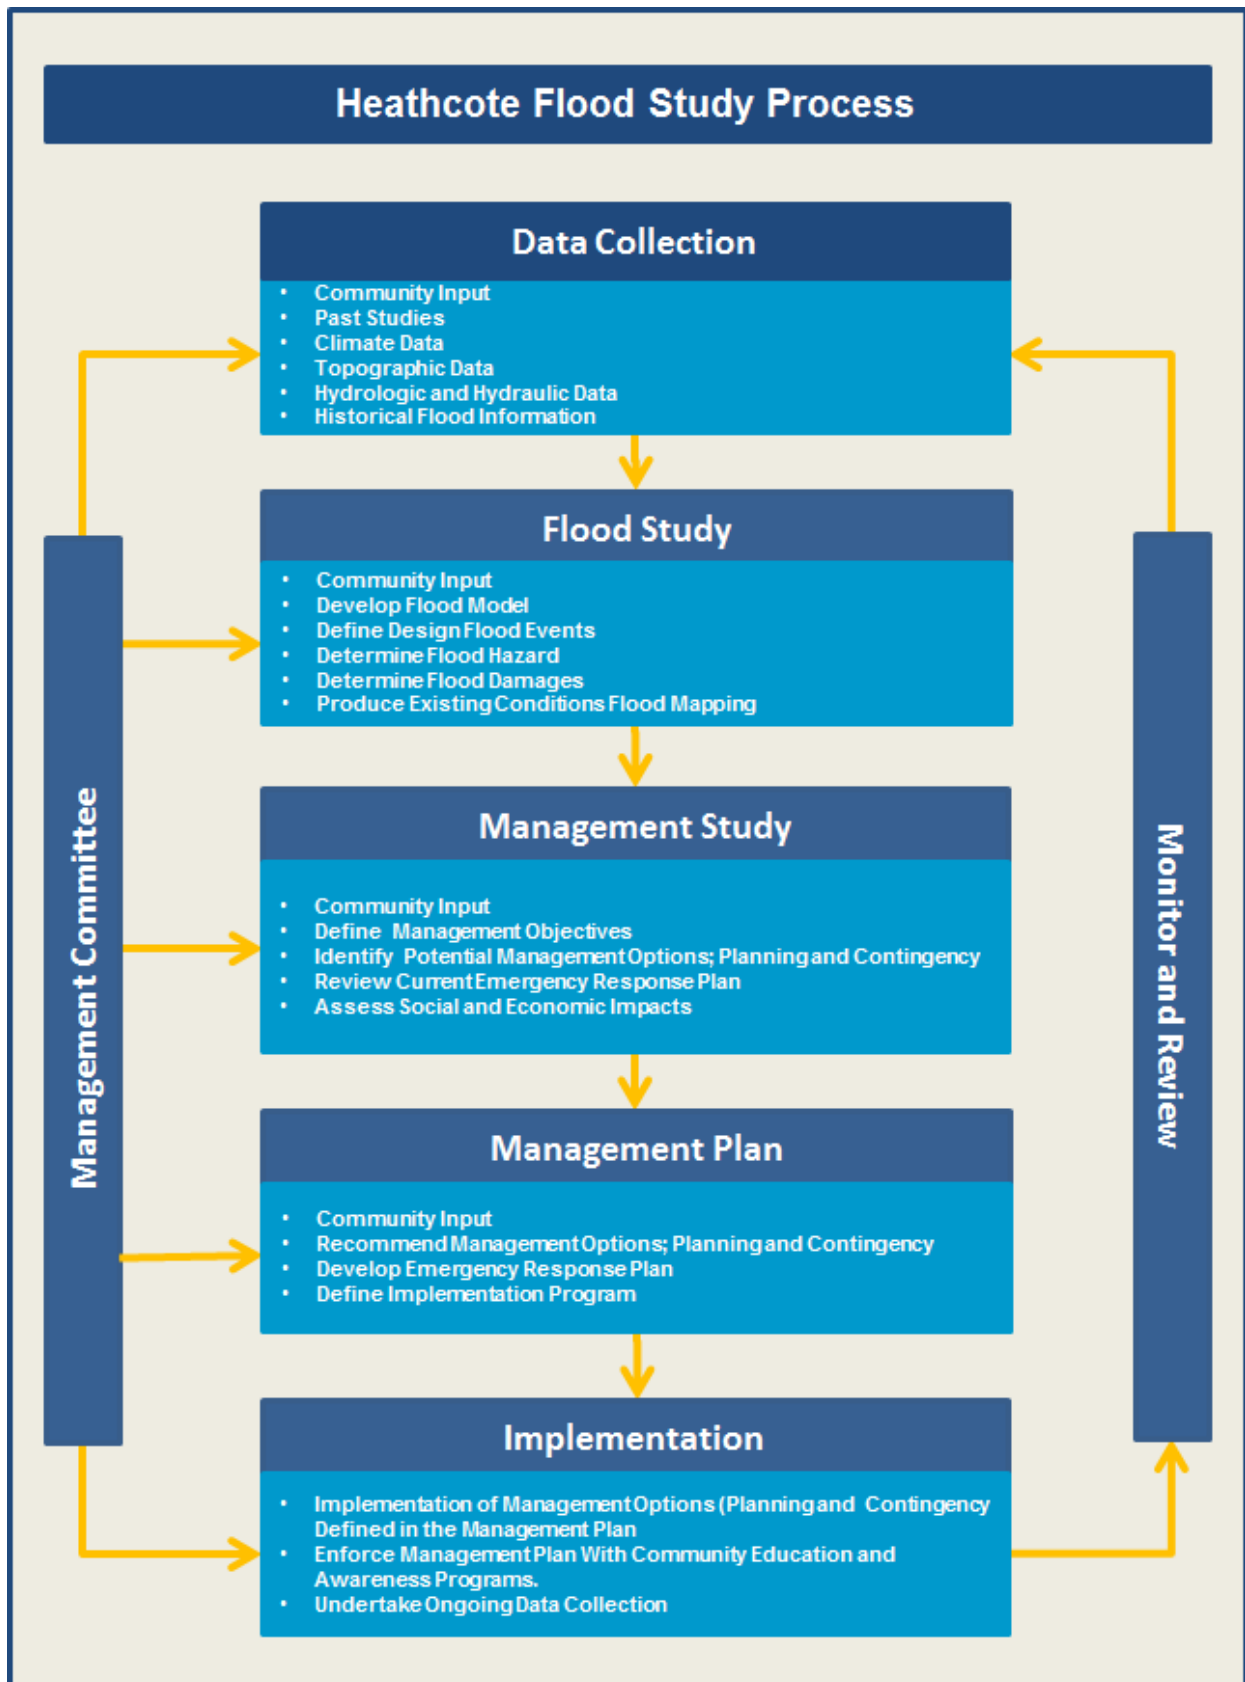 Heathcote Flood Study Process
Data Collection
• Community Input
• Past Studies
• Climate Data
• Topographic Data
• Hydrologic and Hydraulic Data
• Historical Flood Information
Flood Study
• Community Input
• Develop Flood Model
• Define Design Flood Events
• Determine Flood Hazard
• Determine Flood Damages
• Produce Existing Conditions Flood Mapping
Management Study
• Community Input
• Define Management Objectives
• Identify Potential Management Options; Planning and Contingency
• Review Current Emergency Response Plan
• Assess Social and Economic Impacts
Management Plan
• Community Input
• Recommend Management Options; Planning and Contingency
• Develop Emergency Response Plan
• Define Implementation Program
Implementation
• Implementation of Management Options (Planning and Contingency
Defined in the Management Plan
• Enforce Management Plan With Community Education and
Awareness Programs.
• Undertake Ongoing Data Collection
Management Committee
Monitor and Review